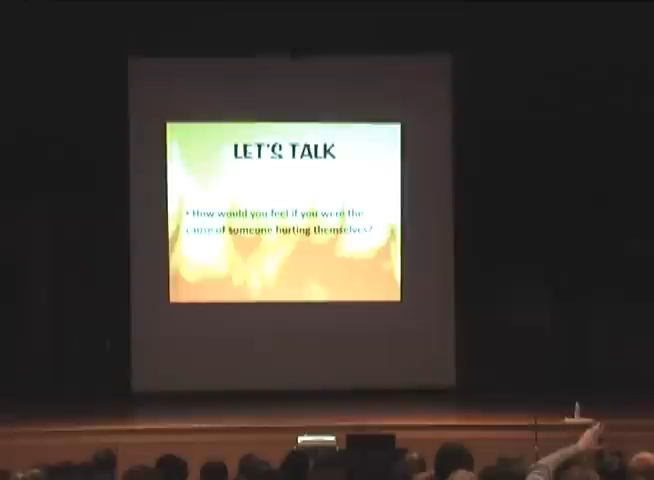 LET'S TALK
• How would you feel if you were the
cause of someone hurting themselves?